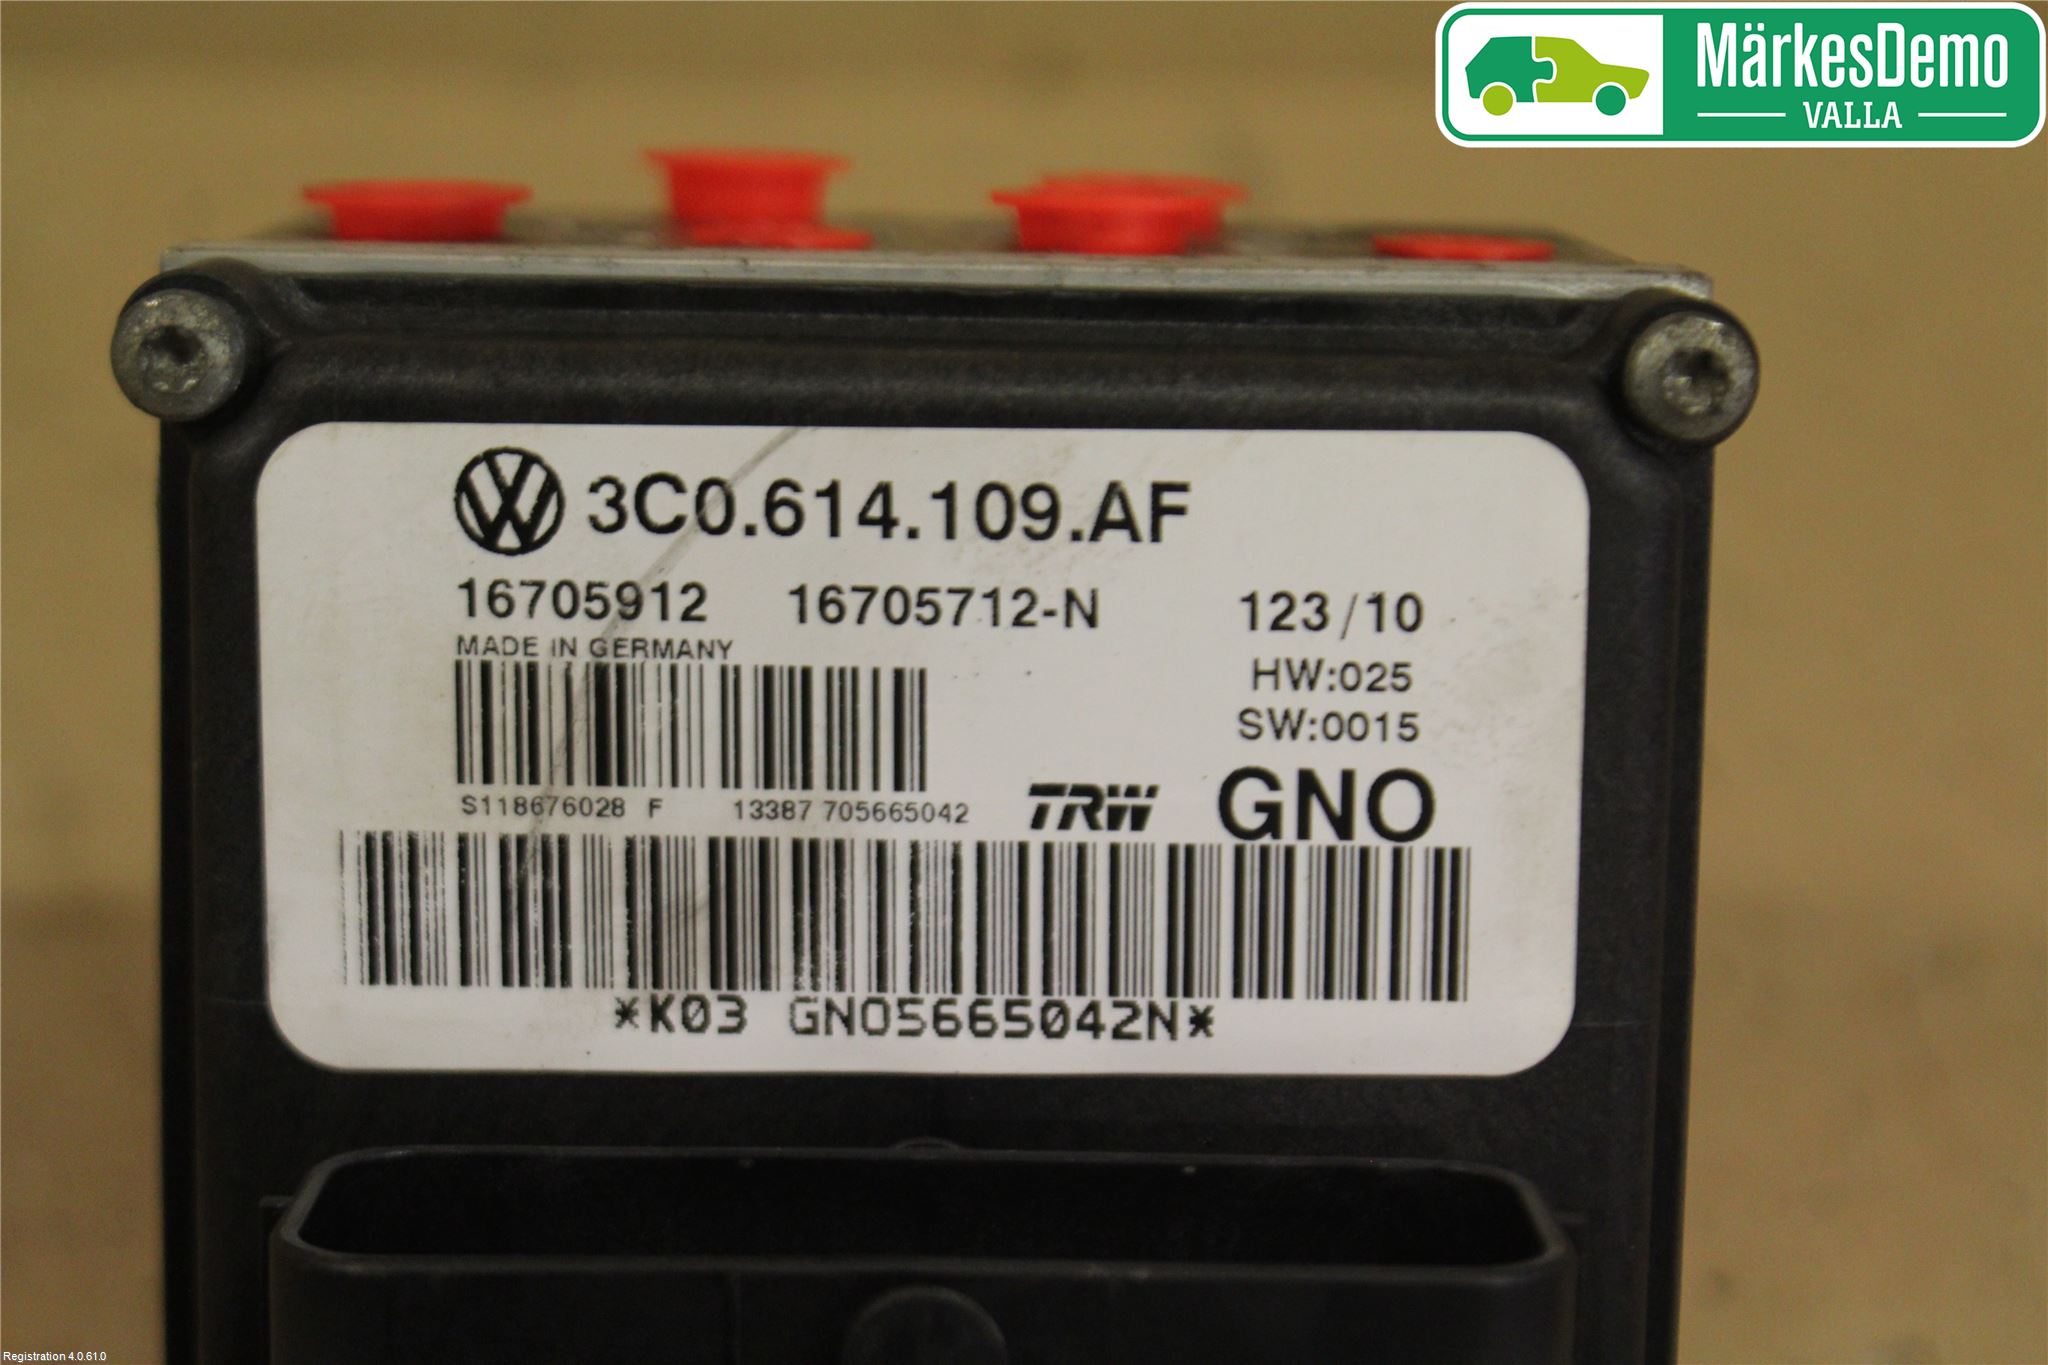 MärkesDemo
VALLA
3C0.614.109.AF
16705912 16705712-N 123/10
MADE IN GERMANY
HW:025
SW:0015
S118676028 F 13387 705665042
TRW GNO
*K03 GNO5665042N*
Registration 4.0.61.0